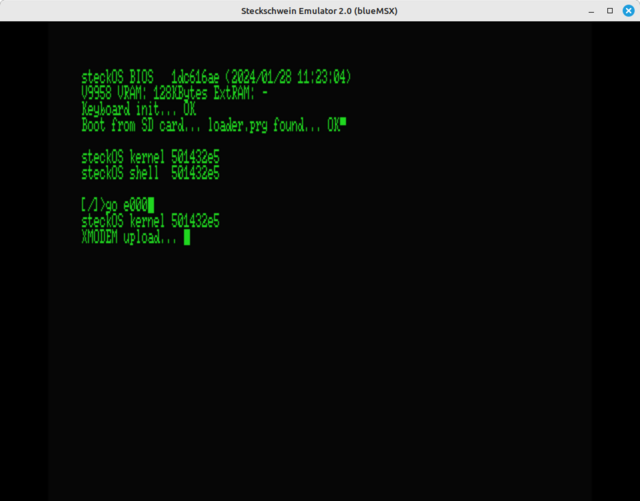 Steckschwein Emulator 2.0 (blueMSX)
steckOS BIOS   1dc616ae (2024/01/28 11:23:04)
V9958 VRAM: 128KBytes ExtRAM: -
Keyboard init... OK
Boot from SD card... loader.prg found... OK
steckOS kernel 501432e5
steckOS shell  501432e5
[/]>go e000
steckOS kernel 501432e5
XMODEM upload...